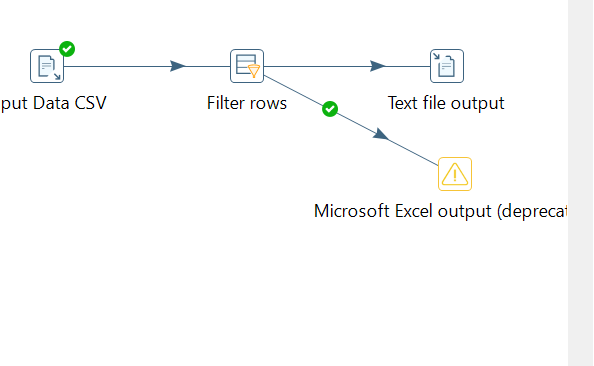 put Data CSV
Filter rows
Text file output
Microsoft Excel output (deprecat